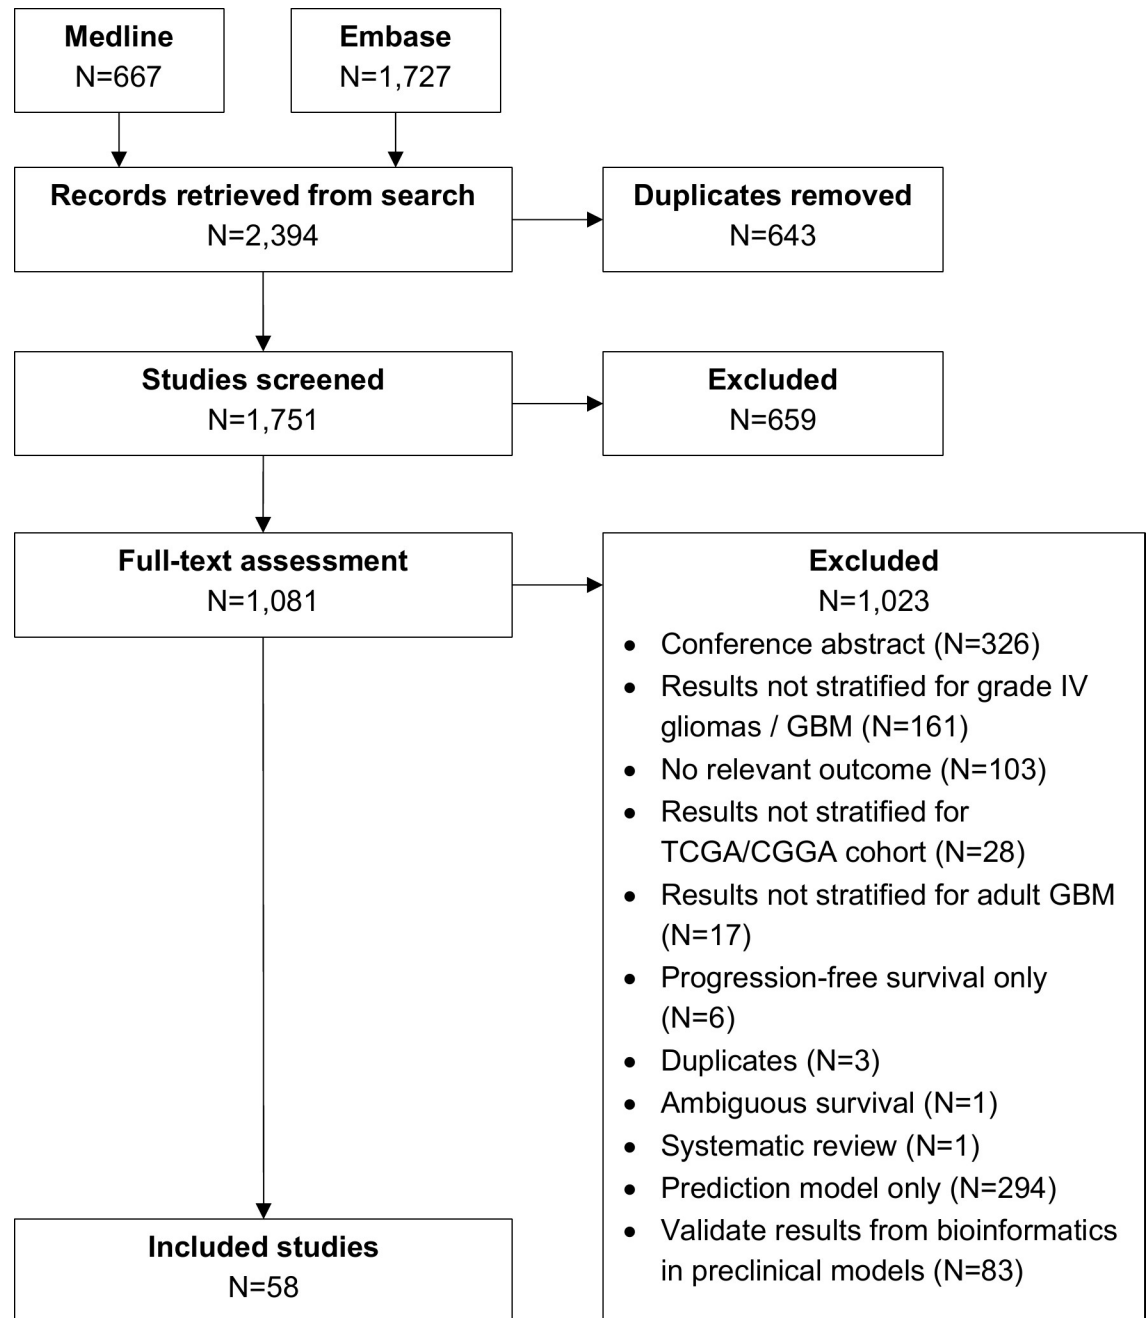 Medline
N=667
Embase
N=1,727
Records retrieved from search
N=2,394
Duplicates removed
N=643
Studies screened
N=1,751
Excluded
N=659
Full-text assessment
N=1,081
Excluded
N=1,023
• Conference abstract (N=326)
• Results not stratified for grade IV
gliomas / GBM (N=161)
• No relevant outcome (N=103)
• Results not stratified for
TCGA/CGGA cohort (N=28)
• Results not stratified for adult GBM
(N=17)
• Progression-free survival only
(N=6)
• Duplicates (N=3)
• Ambiguous survival (N=1)
• Systematic review (N=1)
• Prediction model only (N=294)
• Validate results from bioinformatics
in preclinical models (N=83)
Included studies
N=58